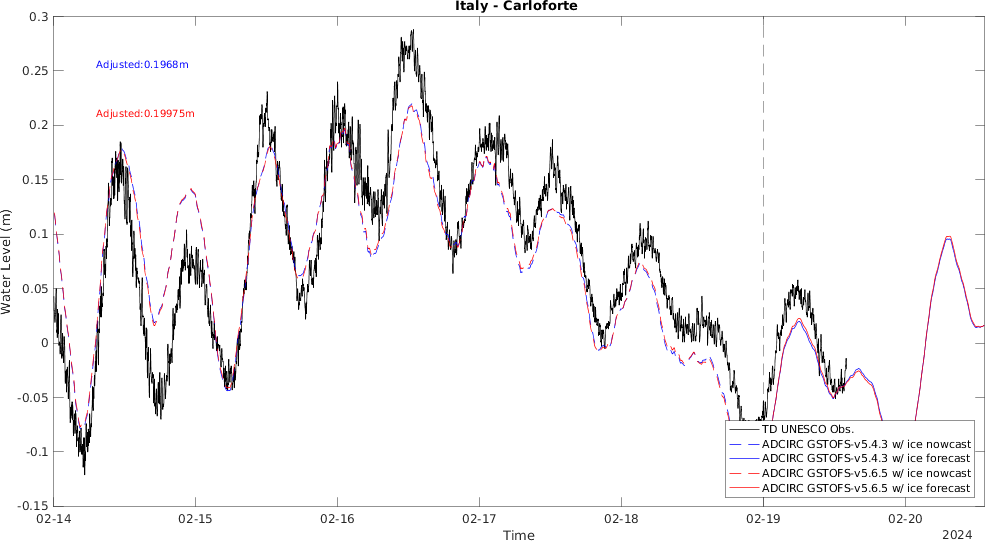 Italy - Carloforte
0.3
0.25
0.2
0.15
0.1
0.05
0
-0.05
-0.1
-0.15
Water Level (m)
Adjusted:0.1968m
Adjusted:0.19975m
TD UNESCO Obs.
ADCIRC GSTOFS-v5.4.3 w/ ice nowcast
ADCIRC GSTOFS-v5.4.3 w/ ice forecast
ADCIRC GSTOFS-v5.6.5 w/ ice nowcast
ADCIRC GSTOFS-v5.6.5 w/ ice forecast
02-14 02-15 02-16 02-17 02-18 02-19 02-20
Time
2024